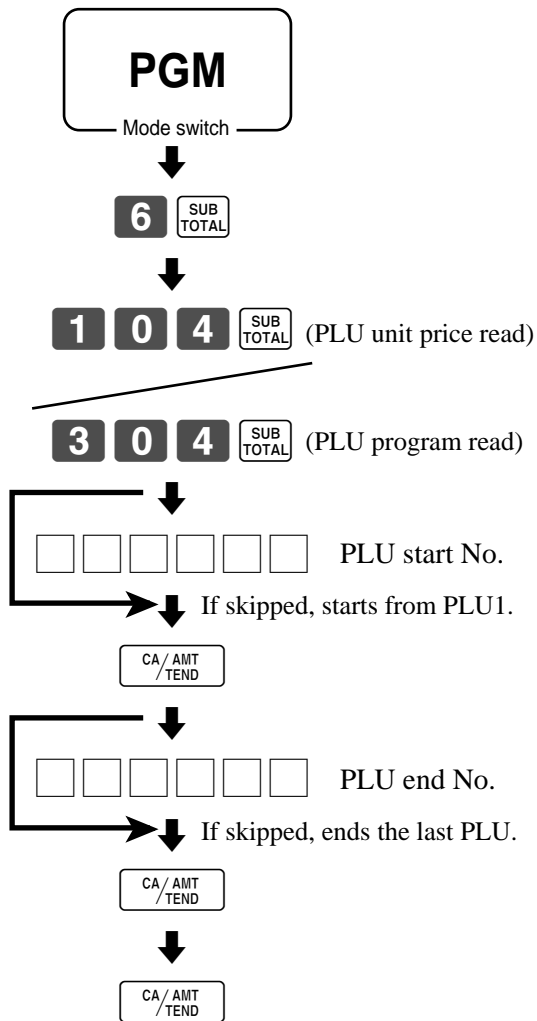 PGM
Mode switch
6 SUB TOTAL
1 0 4 SUB TOTAL (PLU unit price read)
3 0 4 SUB TOTAL (PLU program read)
PLU start No.
If skipped, starts from PLU1.
CA/AMT TEND
PLU end No.
If skipped, ends the last PLU.
CA/AMT TEND
CA/AMT TEND